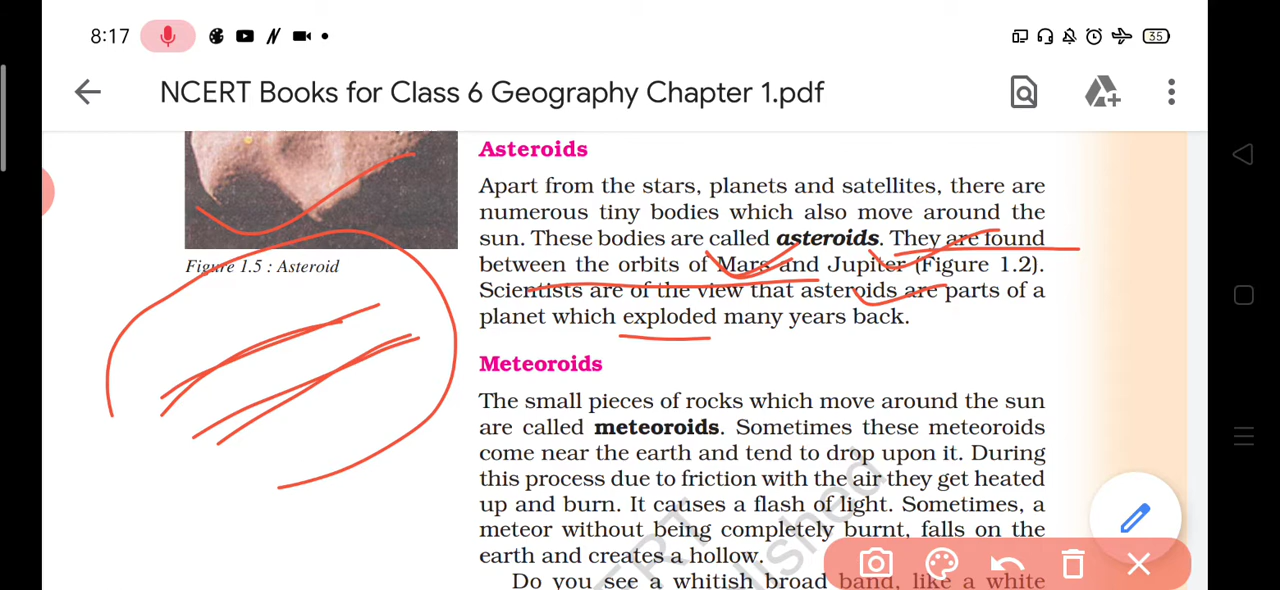 8:17
35
NCERT Books for Class 6 Geography Chapter 1.pdf
Figure 1.5 : Asteroid
Asteroids
Apart from the stars, planets and satellites, there are
numerous tiny bodies which also move around the
sun. These bodies are called asteroids. They are found
between the orbits of Mars and Jupiter (Figure 1.2).
Scientists are of the view that asteroids are parts of a
planet which exploded many years back.
Meteoroids
The small pieces of rocks which move around the sun
are called meteoroids. Sometimes these meteoroids
come near the earth and tend to drop upon it. During
this process due to friction with the air they get heated
up and burn. It causes a flash of light. Sometimes, a
meteor without being completely burnt, falls on the
earth and creates a hollow.
Do you see a whitish broad band, like a white